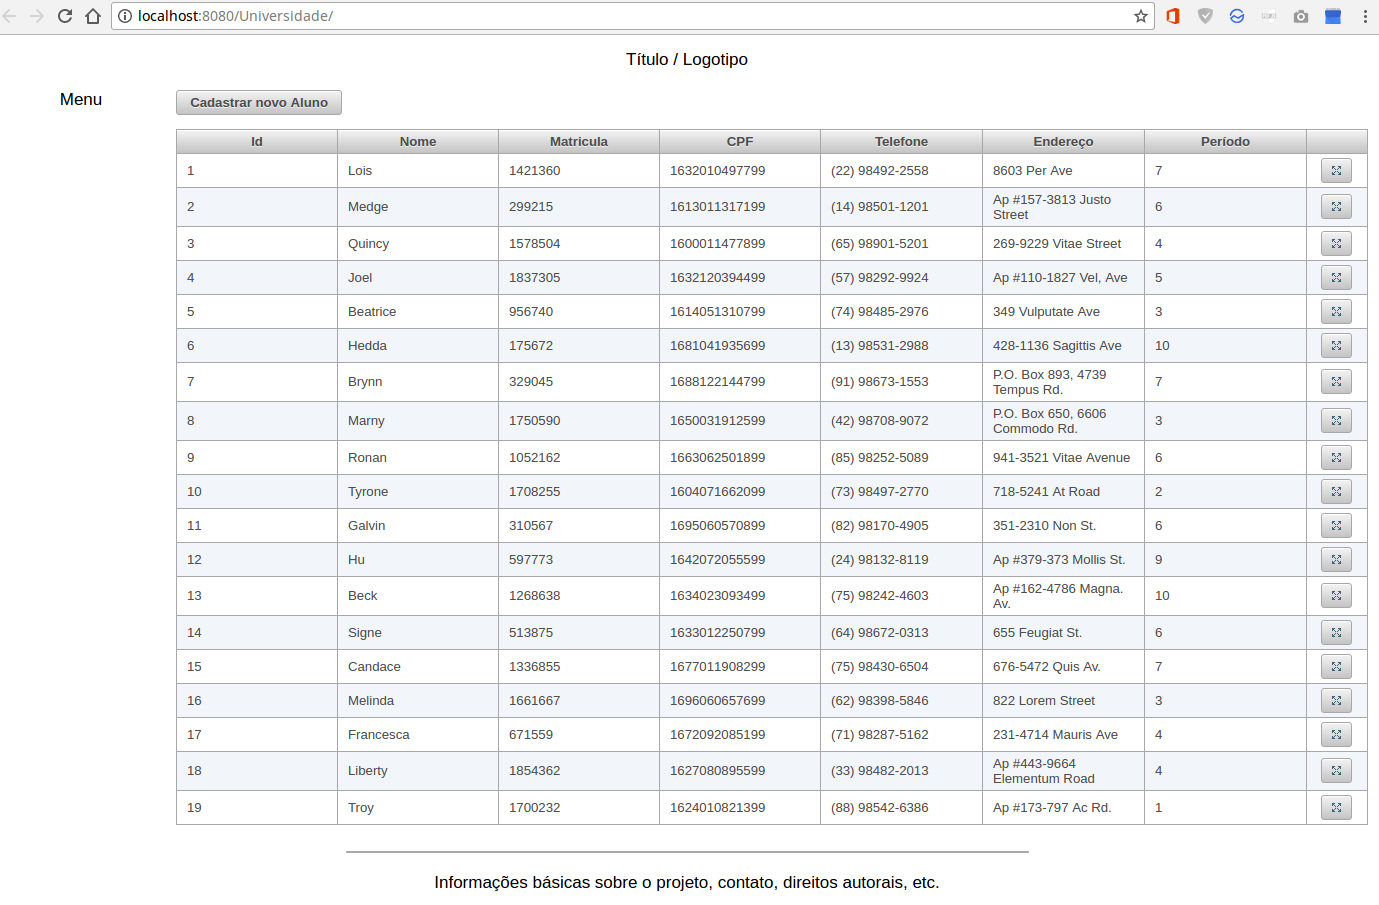 localhost:8080/Universidade/
Título / Logotipo
Menu
Cadastrar novo Aluno
Id Nome Matricula CPF Telefone Endereço Período
1 Lois 1421360 1632010497799 (22) 98492-2558 8603 Per Ave 7
2 Medge 299215 1613011317199 (14) 98501-1201 Ap #157-3813 Justo Street 6
3 Quincy 1578504 1600011477899 (65) 98901-5201 269-9229 Vitae Street 4
4 Joel 1837305 1632120394499 (57) 98292-9924 Ap #110-1827 Vel, Ave 5
5 Beatrice 956740 1614051310799 (74) 98485-2976 349 Vulputate Ave 3
6 Hedda 175672 1681041935699 (13) 98531-2988 428-1136 Sagittis Ave 10
7 Brynn 329045 1688122144799 (91) 98673-1553 P.O. Box 893, 4739 Tempus Rd. 7
8 Marny 1750590 1650031912599 (42) 98708-9072 P.O. Box 650, 6606 Commodo Rd. 3
9 Ronan 1052162 1663062501899 (85) 98252-5089 941-3521 Vitae Avenue 6
10 Tyrone 1708255 1604071662099 (73) 98497-2770 718-5241 At Road 2
11 Galvin 310567 1695060570899 (82) 98170-4905 351-2310 Non St. 6
12 Hu 597773 1642072055599 (24) 98132-8119 Ap #379-373 Mollis St. 9
13 Beck 1268638 1634023093499 (75) 98242-4603 Ap #162-4786 Magna. Av. 10
14 Signe 513875 1633012250799 (64) 98672-0313 655 Feugiat St. 6
15 Candace 1336855 1677011908299 (75) 98430-6504 676-5472 Quis Av. 7
16 Melinda 1661667 1696060657699 (62) 98398-5846 822 Lorem Street 3
17 Francesca 671559 1672092085199 (71) 98287-5162 231-4714 Mauris Ave 4
18 Liberty 1854362 1627080895599 (33) 98482-2013 Ap #443-9664 Elementum Road 4
19 Troy 1700232 1624010821399 (88) 98542-6386 Ap #173-797 Ac Rd. 1
Informações básicas sobre o projeto, contato, direitos autorais, etc.